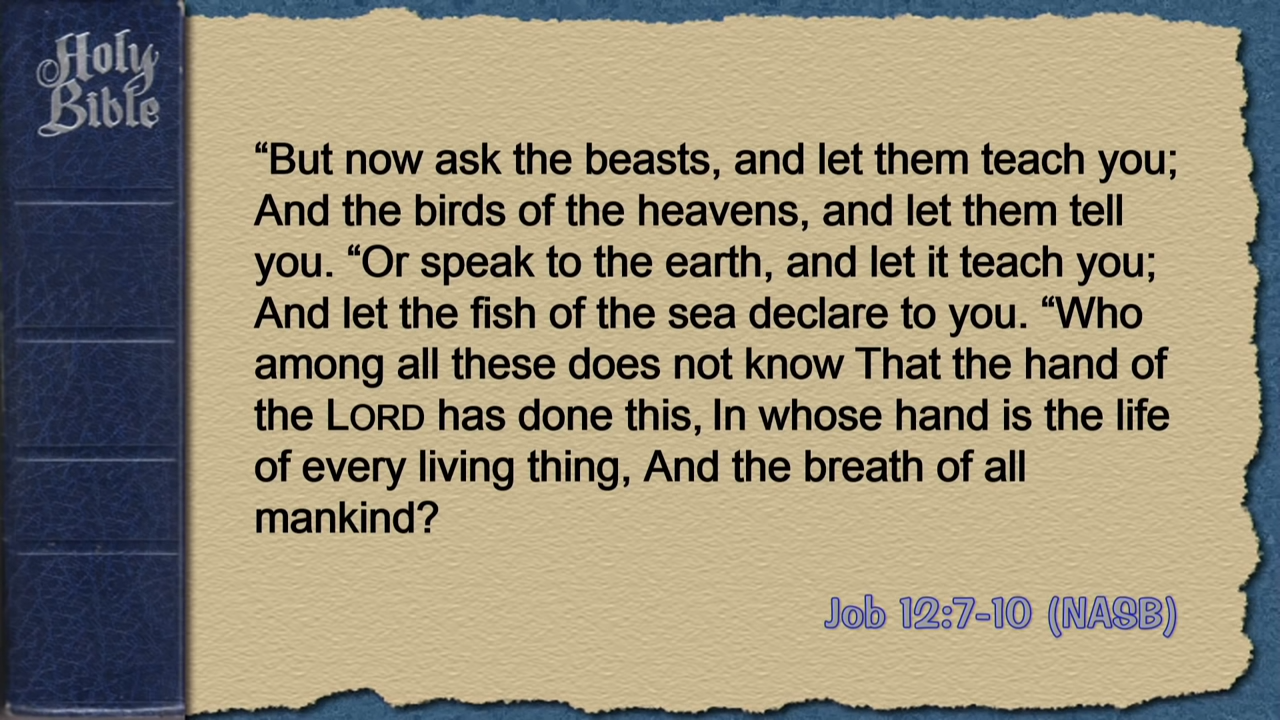 Holy
Bible
“But now ask the beasts, and let them teach you;
And the birds of the heavens, and let them tell
you. “Or speak to the earth, and let it teach you;
And let the fish of the sea declare to you. “Who
among all these does not know That the hand of
the LORD has done this, In whose hand is the life
of every living thing, And the breath of all
mankind?
Job 12:7-10 (NASB)